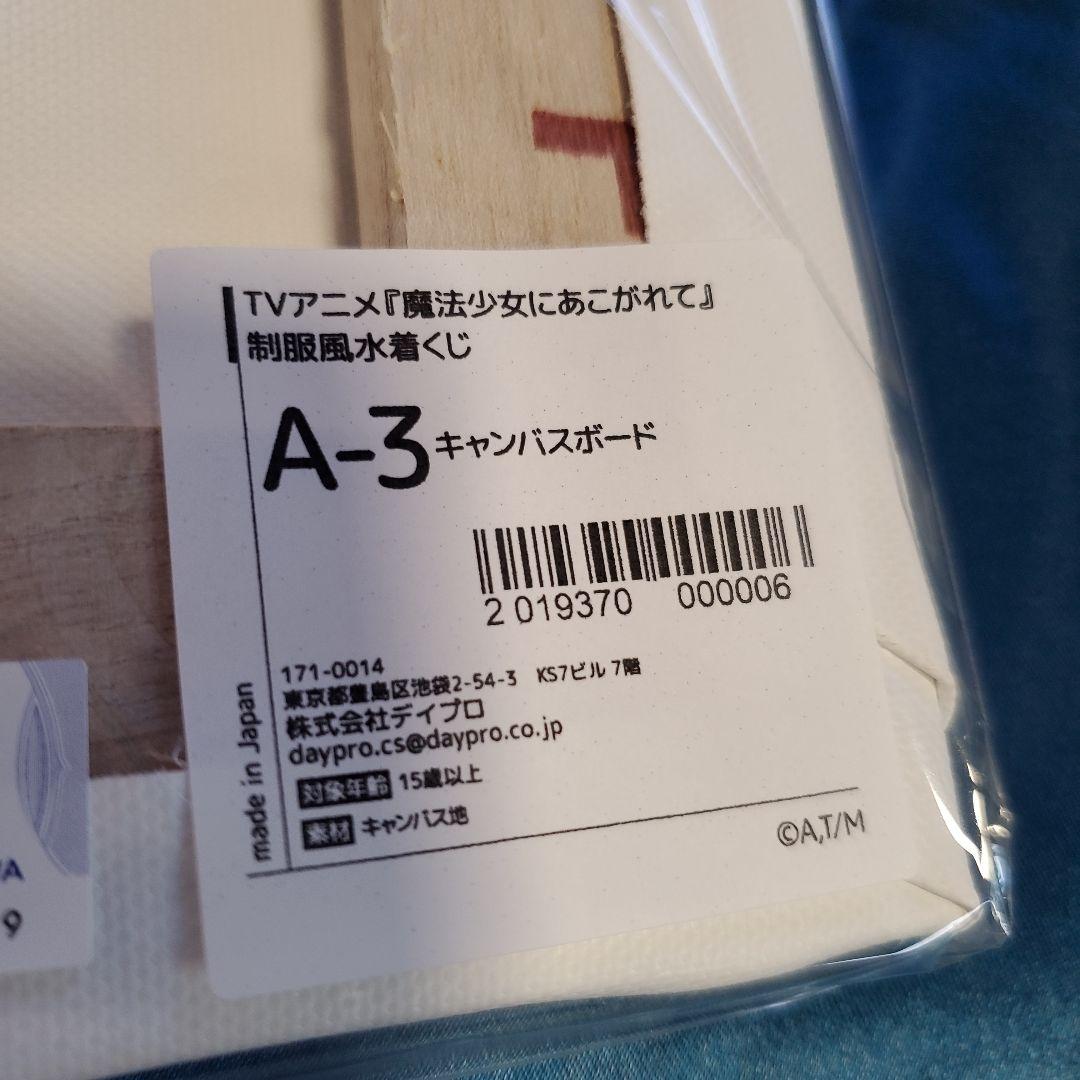 TVアニメ『魔法少女にあこがれて』
制服風水着くじ
A-3 キャンバスボード
2 019370 000006
171-0014
東京都豊島区池袋2-54-3 KS7ビル 7階
株式会社デイプロ
daypro.cs@daypro.co.jp
対象年齢 15歳以上
素材 キャンバス地
made in Japan
©A,T/M
9